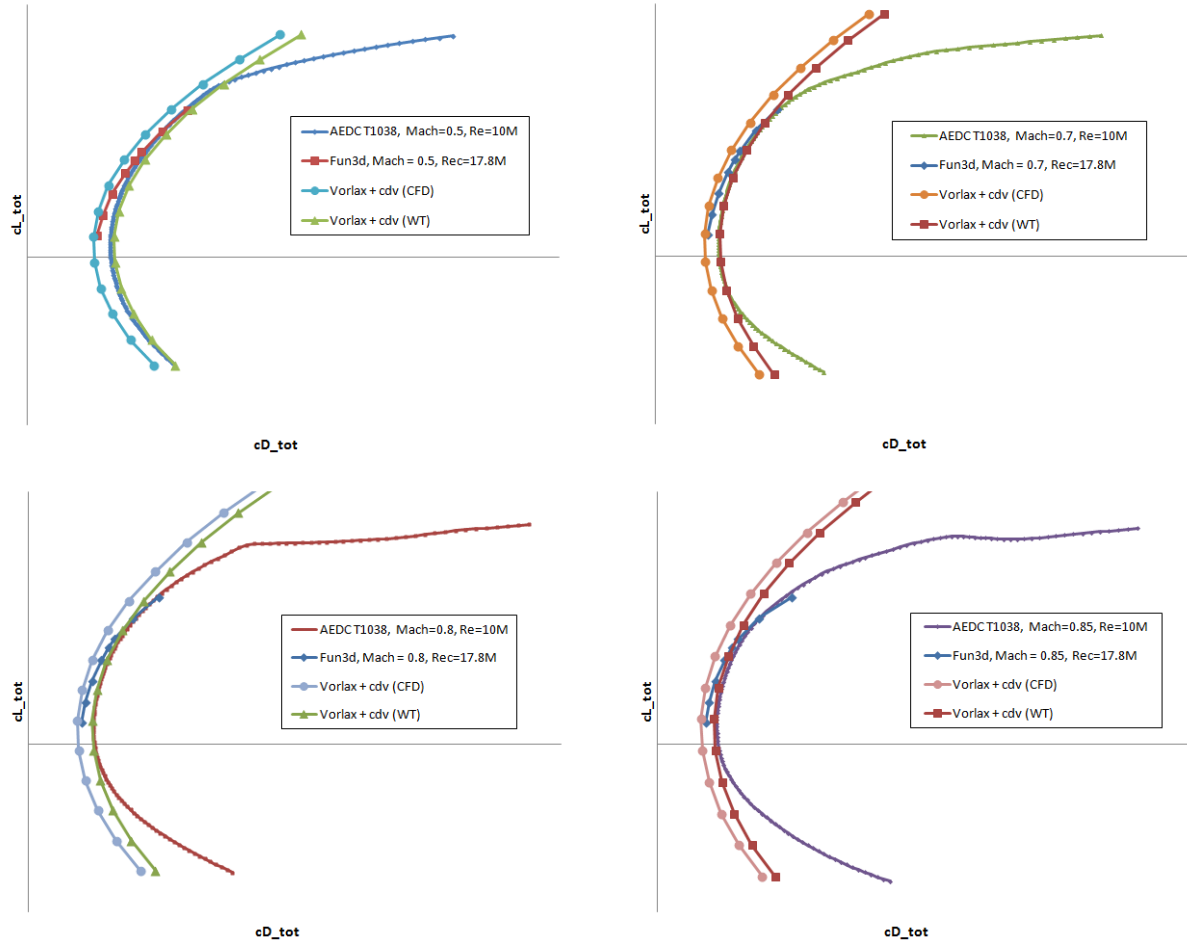 AEDC T1038, Mach=0.5, Re=10M
Fun3d, Mach = 0.5, Rec=17.8M
Vorlax + cdv (CFD)
Vorlax + cdv (WT)
cL_tot
cD_tot
AEDC T1038, Mach=0.7, Re=10M
Fun3d, Mach = 0.7, Rec=17.8M
Vorlax + cdv (CFD)
Vorlax + cdv (WT)
cL_tot
cD_tot
AEDC T1038, Mach=0.8, Re=10M
Fun3d, Mach = 0.8, Rec=17.8M
Vorlax + cdv (CFD)
Vorlax + cdv (WT)
cL_tot
cD_tot
AEDC T1038, Mach=0.85, Re=10M
Fun3d, Mach = 0.85, Rec=17.8M
Vorlax + cdv (CFD)
Vorlax + cdv (WT)
cL_tot
cD_tot